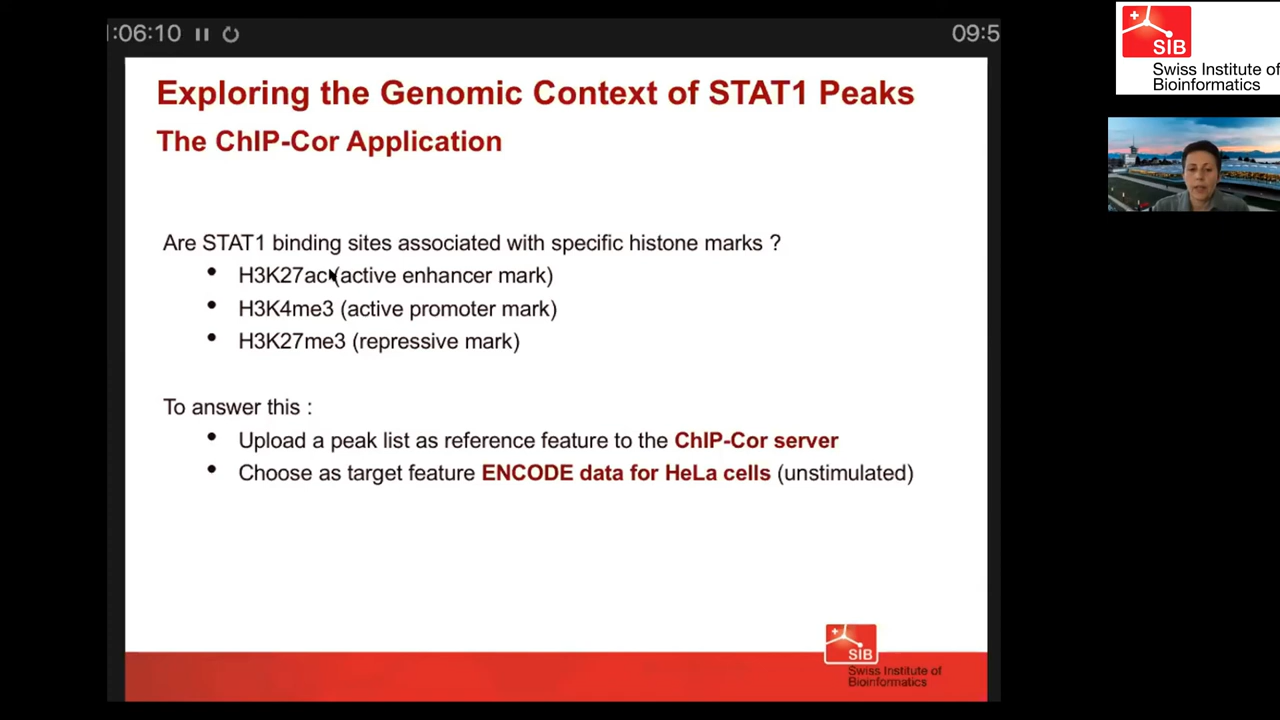 :06:10
09:5
Exploring the Genomic Context of STAT1 Peaks
The ChIP-Cor Application
Are STAT1 binding sites associated with specific histone marks ?
• H3K27ac (active enhancer mark)
• H3K4me3 (active promoter mark)
• H3K27me3 (repressive mark)
To answer this :
• Upload a peak list as reference feature to the ChIP-Cor server
• Choose as target feature ENCODE data for HeLa cells (unstimulated)
SIB
Swiss Institute of
Bioinformatics
SIB
Swiss Institute of
Bioinformatics